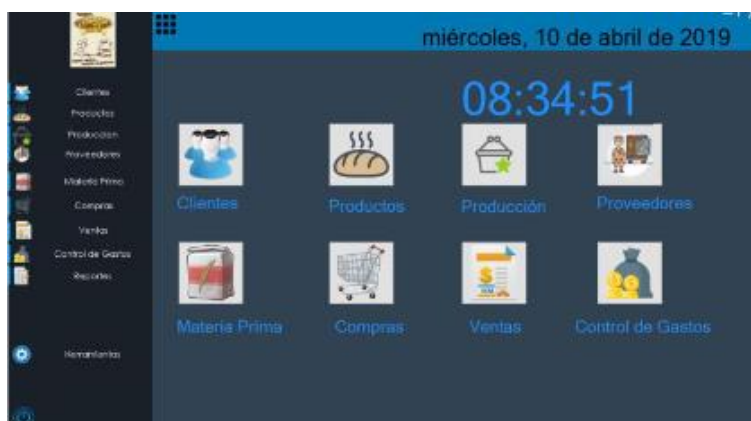 miércoles, 10 de abril de 2019
08:34:51
Clientes
Productos
Produccion
Proveedores
Materia Prima
Compras
Ventas
Control de Gastos
Reportes
Herramientas
Clientes
Productos
Producción
Proveedores
Materia Prima
Compras
Ventas
Control de Gastos